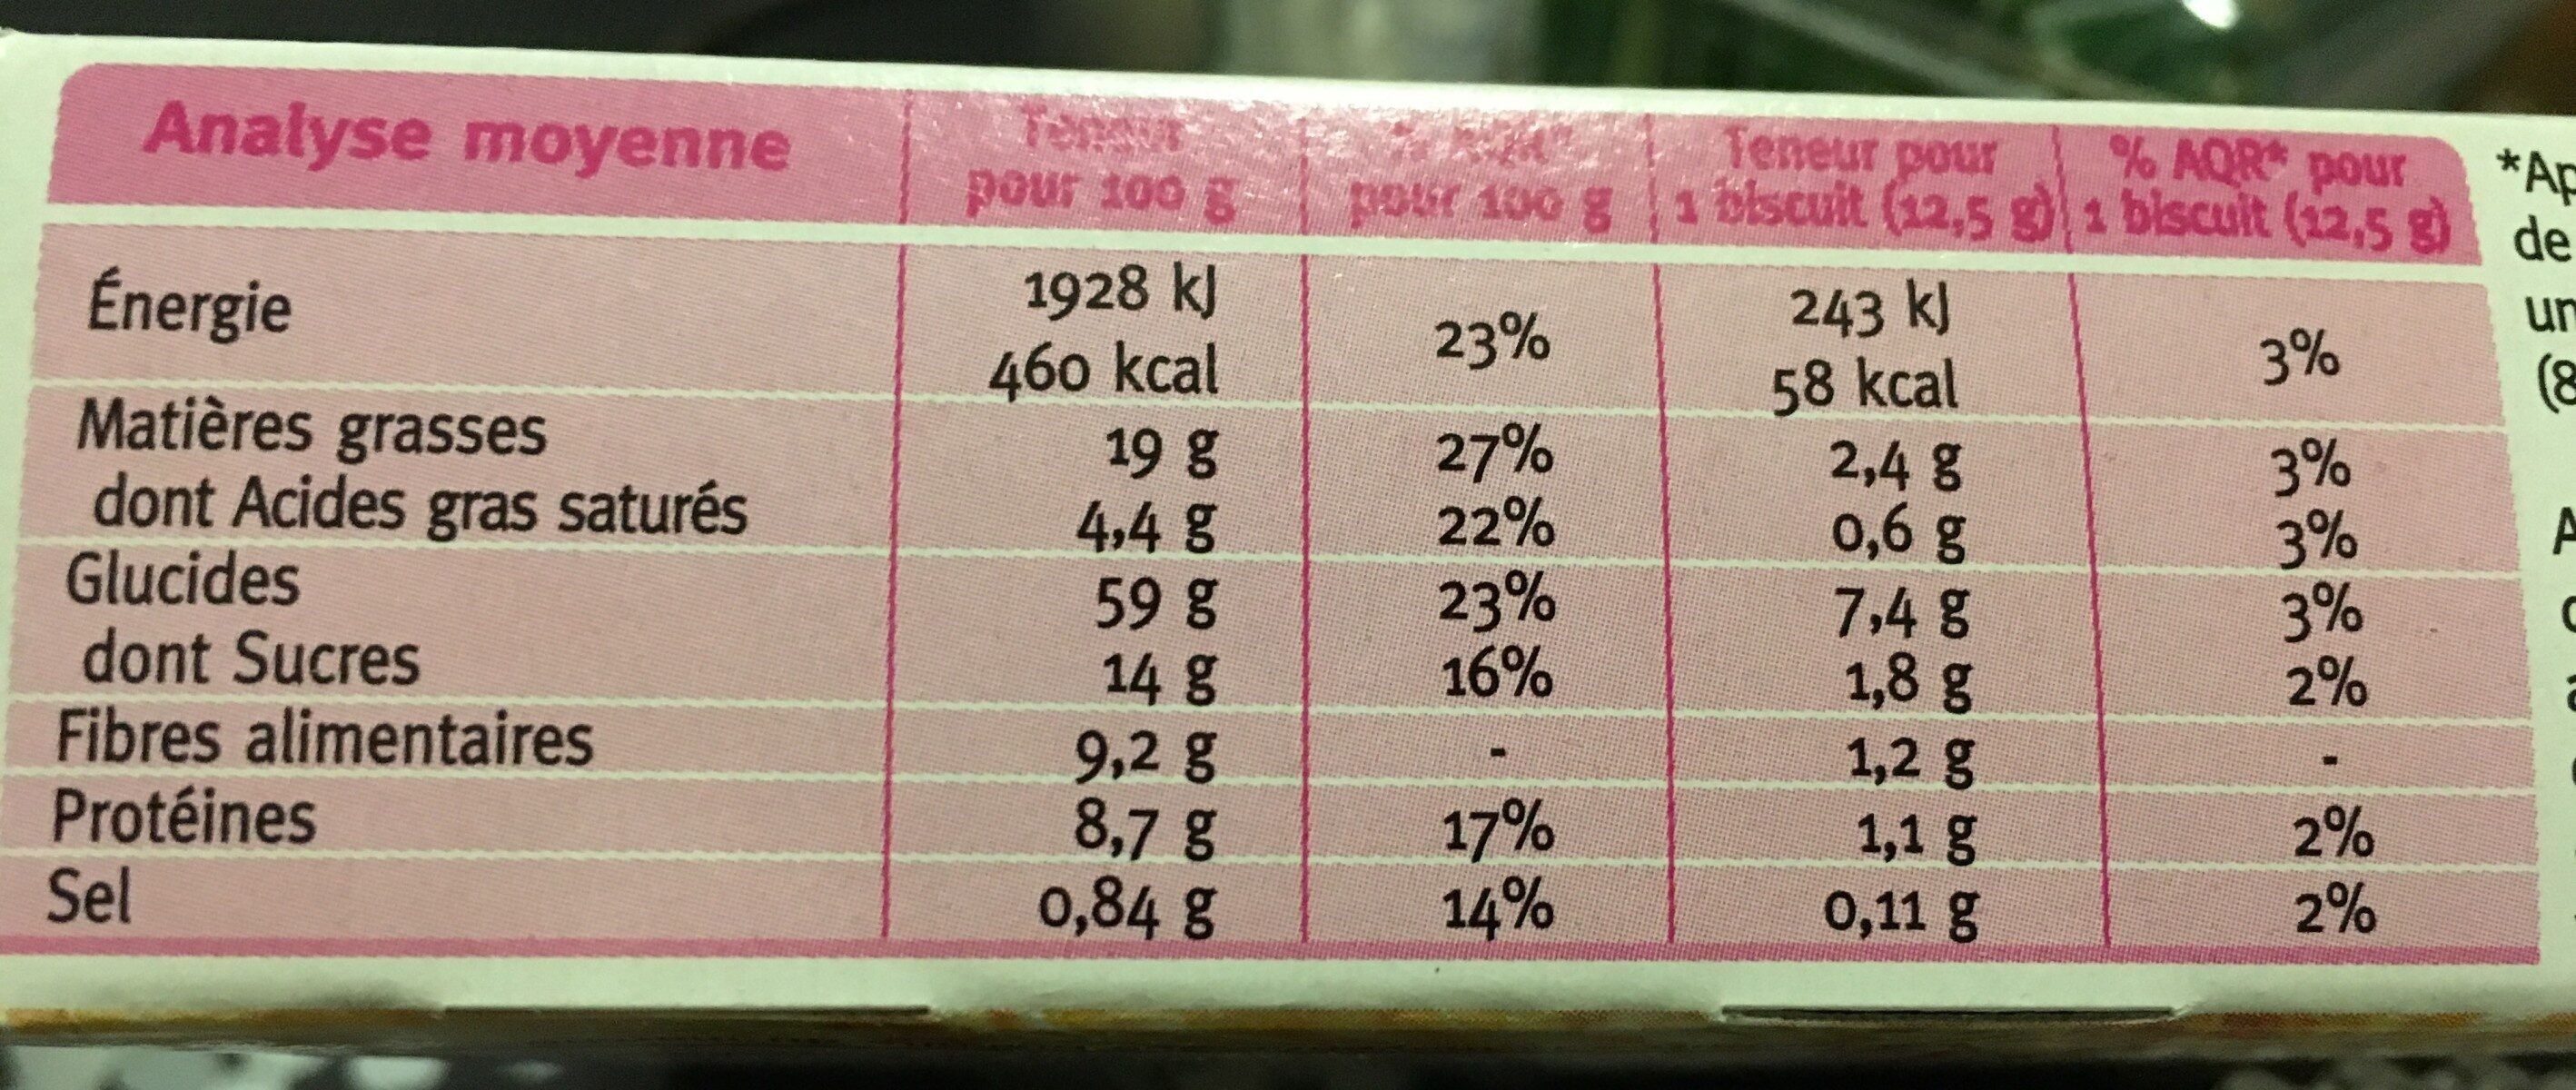 Analyse moyenne | Teneur pour 100 g | % AQR* pour 100 g | Teneur pour 1 biscuit (12,5 g) | % AQR* pour 1 biscuit (12,5 g)
Énergie | 1928 kJ 460 kcal | 23% | 243 kJ 58 kcal | 3%
Matières grasses | 19 g | 27% | 2,4 g | 3%
dont Acides gras saturés | 4,4 g | 22% | 0,6 g | 3%
Glucides | 59 g | 23% | 7,4 g | 3%
dont Sucres | 14 g | 16% | 1,8 g | 2%
Fibres alimentaires | 9,2 g | - | 1,2 g | -
Protéines | 8,7 g | 17% | 1,1 g | 2%
Sel | 0,84 g | 14% | 0,11 g | 2%
de